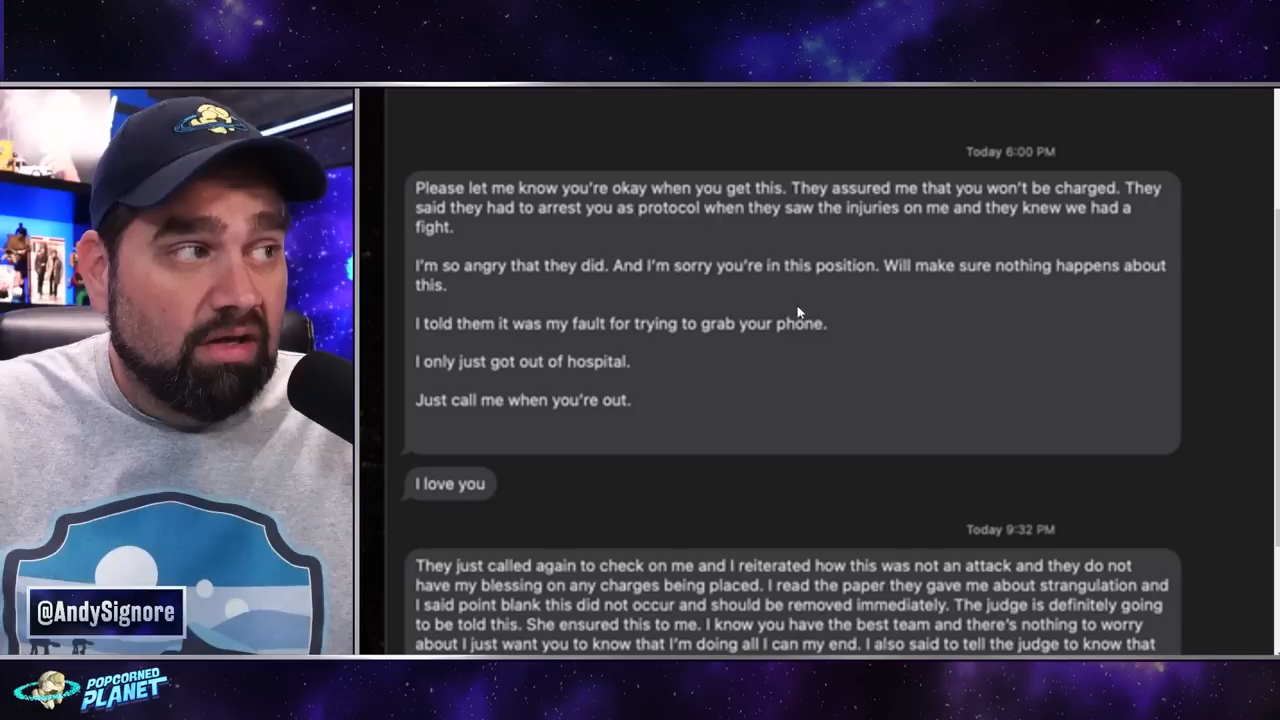 Today 6:00 PM
Please let me know you're okay when you get this. They assured me that you won't be charged. They
said they had to arrest you as protocol when they saw the injuries on me and they knew we had a
fight.
I'm so angry that they did. And I'm sorry you're in this position. Will make sure nothing happens about
this.
I told them it was my fault for trying to grab your phone.
I only just got out of hospital.
Just call me when you're out.
I love you
Today 9:32 PM
They just called again to check on me and I reiterated how this was not an attack and they do not
have my blessing on any charges being placed. I read the paper they gave me about strangulation and
I said point blank this did not occur and should be removed immediately. The judge is definitely going
to be told this. She ensured this to me. I know you have the best team and there's nothing to worry
about I just want you to know that I'm doing all I can my end. I also said to tell the judge to know that
@AndySignore
POPCORNED
PLANET